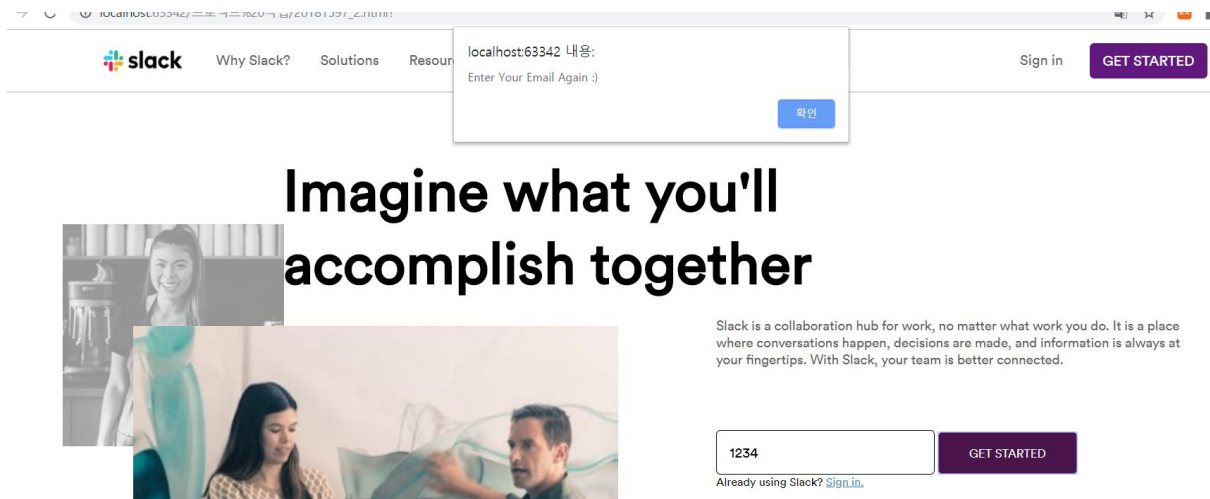 slack
Why Slack?
Solutions
localhost:63342 내용:
Enter Your Email Again :)
확인
Sign in
GET STARTED
Imagine what you'll
accomplish together
Slack is a collaboration hub for work, no matter what work you do. It is a place
where conversations happen, decisions are made, and information is always at
your fingertips. With Slack, your team is better connected.
1234
GET STARTED
Already using Slack? Sign in.